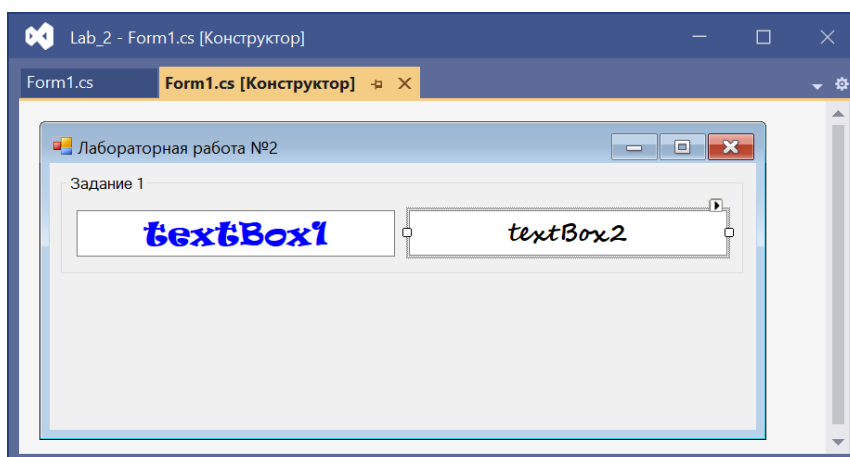 Lab_2 - Form1.cs [Конструктор]
Form1.cs Form1.cs [Конструктор]
Лабораторная работа №2
Задание 1
textBox1 textBox2